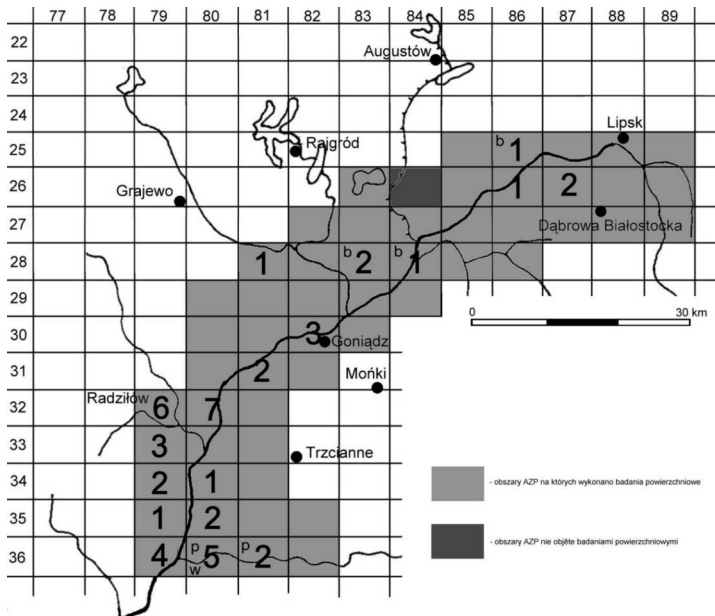 77 78 79 80 81 82 83 84 85 86 87 88 89
22
Augustów
23
24
Lipsk
25
Rajgród
b 1
26
Grajewo
1 2
27
Dąbrowa Białostocka
28
1 b 2 b 1
29
0 30 km
30
3 Goniądz
31
2 Mońki
32
Radziłów 6 7
33
3 Trzcianne
34
2 1
- obszary AZP na których wykonano badania powierzchniowe
35
1 2
- obszary AZP nie objête badaniami powierzchniowymi
36
4 p w 5 p 2